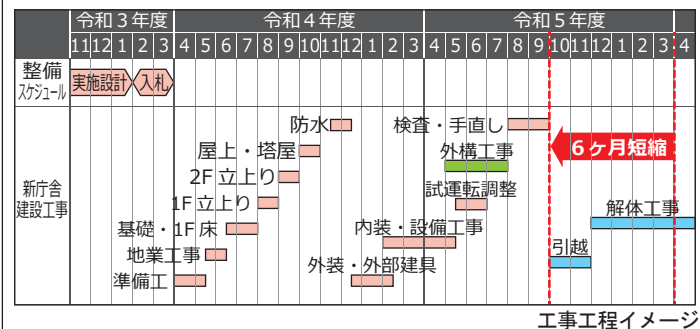 令和３年度 令和４年度 令和５年度
11 12 1 2 3 4 5 6 7 8 9 10 11 12 1 2 3 4 5 6 7 8 9 10 11 12 1 2 3 4
整備
スケジュール
実施設計 入札
防水 検査・手直し
屋上・塔屋 外構工事 ６ヶ月短縮
2F 立上り 試運転調整
新庁舎
建設工事
1F 立上り 解体工事
基礎・1F 床 内装・設備工事
地業工事 引越
準備工 外装・外部建具
工事工程イメージ